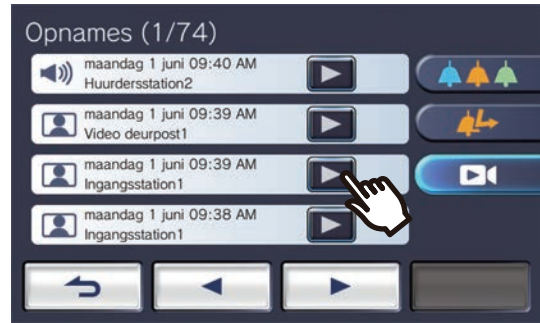 Opnames (1/74)
maandag 1 juni 09:40 AM
Huurdersstation2
maandag 1 juni 09:39 AM
Video deurpost1
maandag 1 juni 09:39 AM
Ingangsstation1
maandag 1 juni 09:38 AM
Ingangsstation1